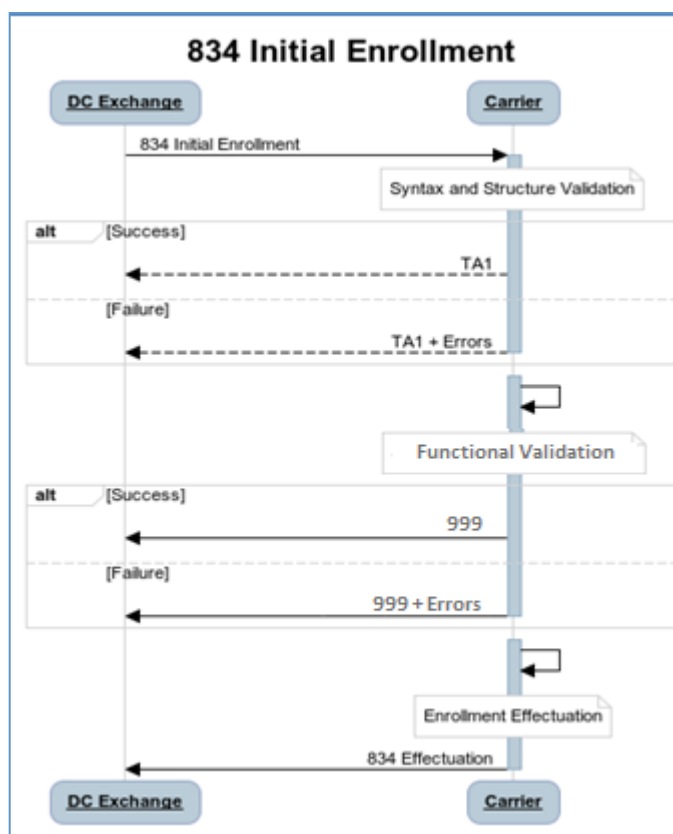 834 Initial Enrollment
DC Exchange
Carrier
834 Initial Enrollment
Syntax and Structure Validation
alt
[Success]
TA1
[Failure]
TA1 + Errors
Functional Validation
alt
[Success]
999
[Failure]
999 + Errors
Enrollment Effectuation
834 Effectuation
DC Exchange
Carrier